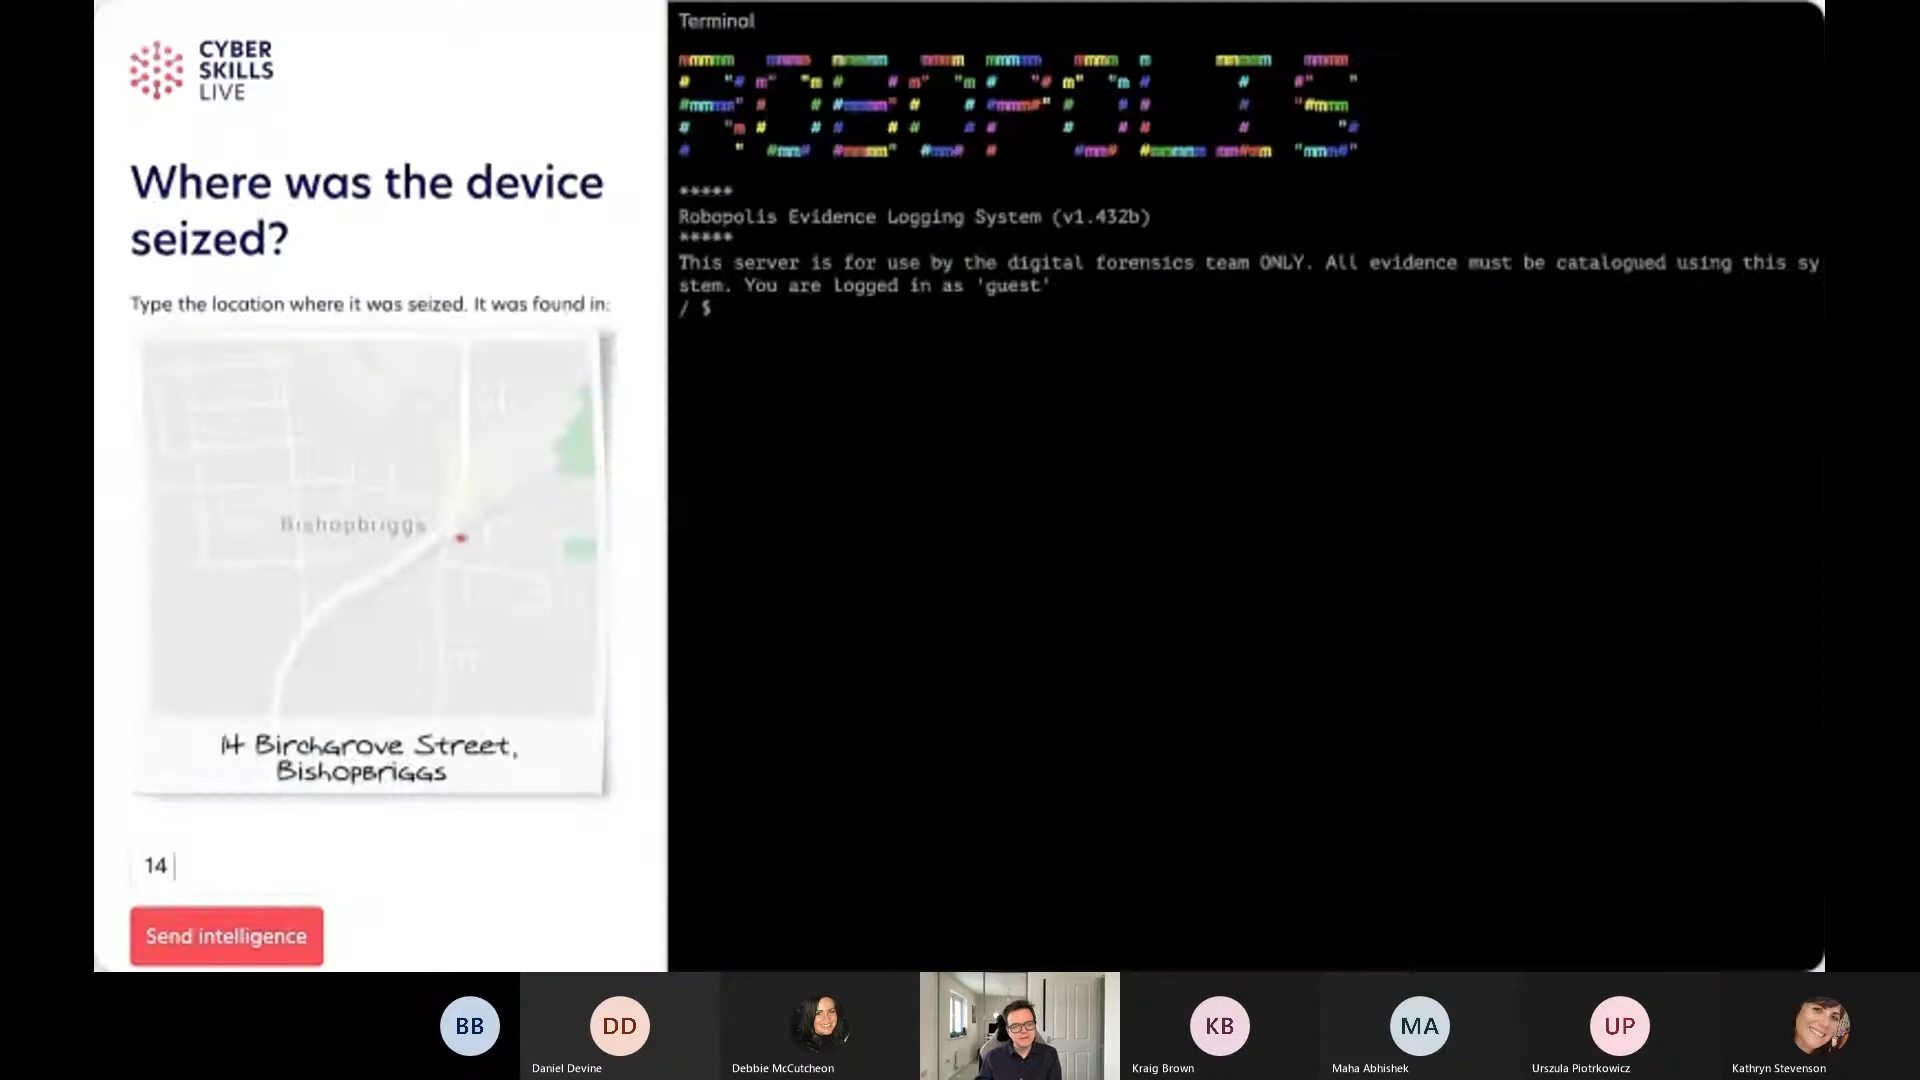 CYBER
SKILLS
LIVE
Where was the device
seized?
Type the location where it was seized. It was found in:
Bishopbriggs
14 Birchgrove Street,
Bishopbriggs
14
Send intelligence
Terminal
ROBOPOLIS
*****
Robopolis Evidence Logging System (v1.432b)
*****
This server is for use by the digital forensics team ONLY. All evidence must be catalogued using this sy
stem. You are logged in as 'guest'
/ $
BB
DD
KB
MA
UP
Daniel Devine
Debbie McCutcheon
Kraig Brown
Maha Abhishek
Urszula Piotrkowicz
Kathryn Stevenson